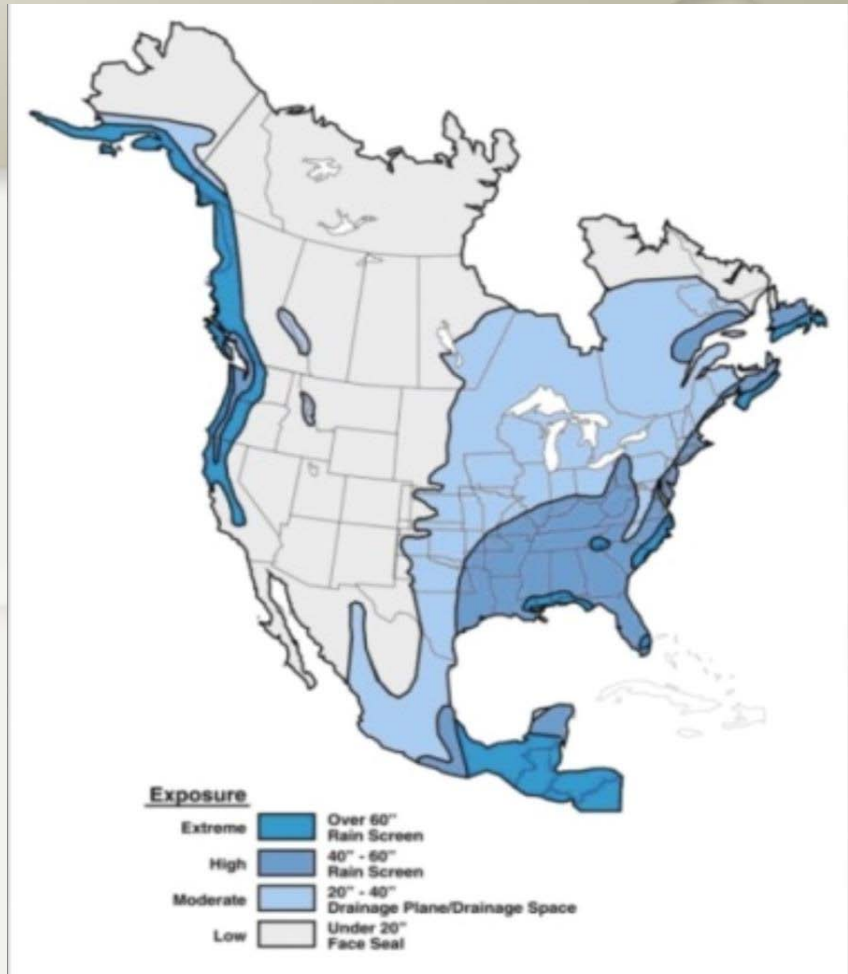 Exposure
Extreme
Over 60"
Rain Screen
High
40" - 60"
Rain Screen
Moderate
20" - 40"
Drainage Plane/Drainage Space
Low
Under 20"
Face Seal